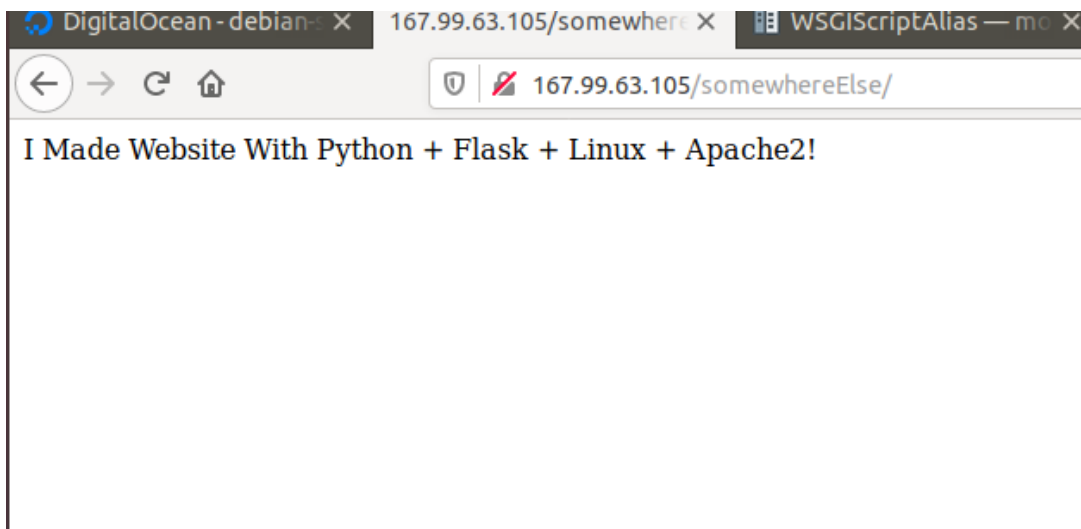 DigitalOcean - debian-s
167.99.63.105/somewhere
WSGIScriptAlias — mo
167.99.63.105/somewhereElse/
I Made Website With Python + Flask + Linux + Apache2!